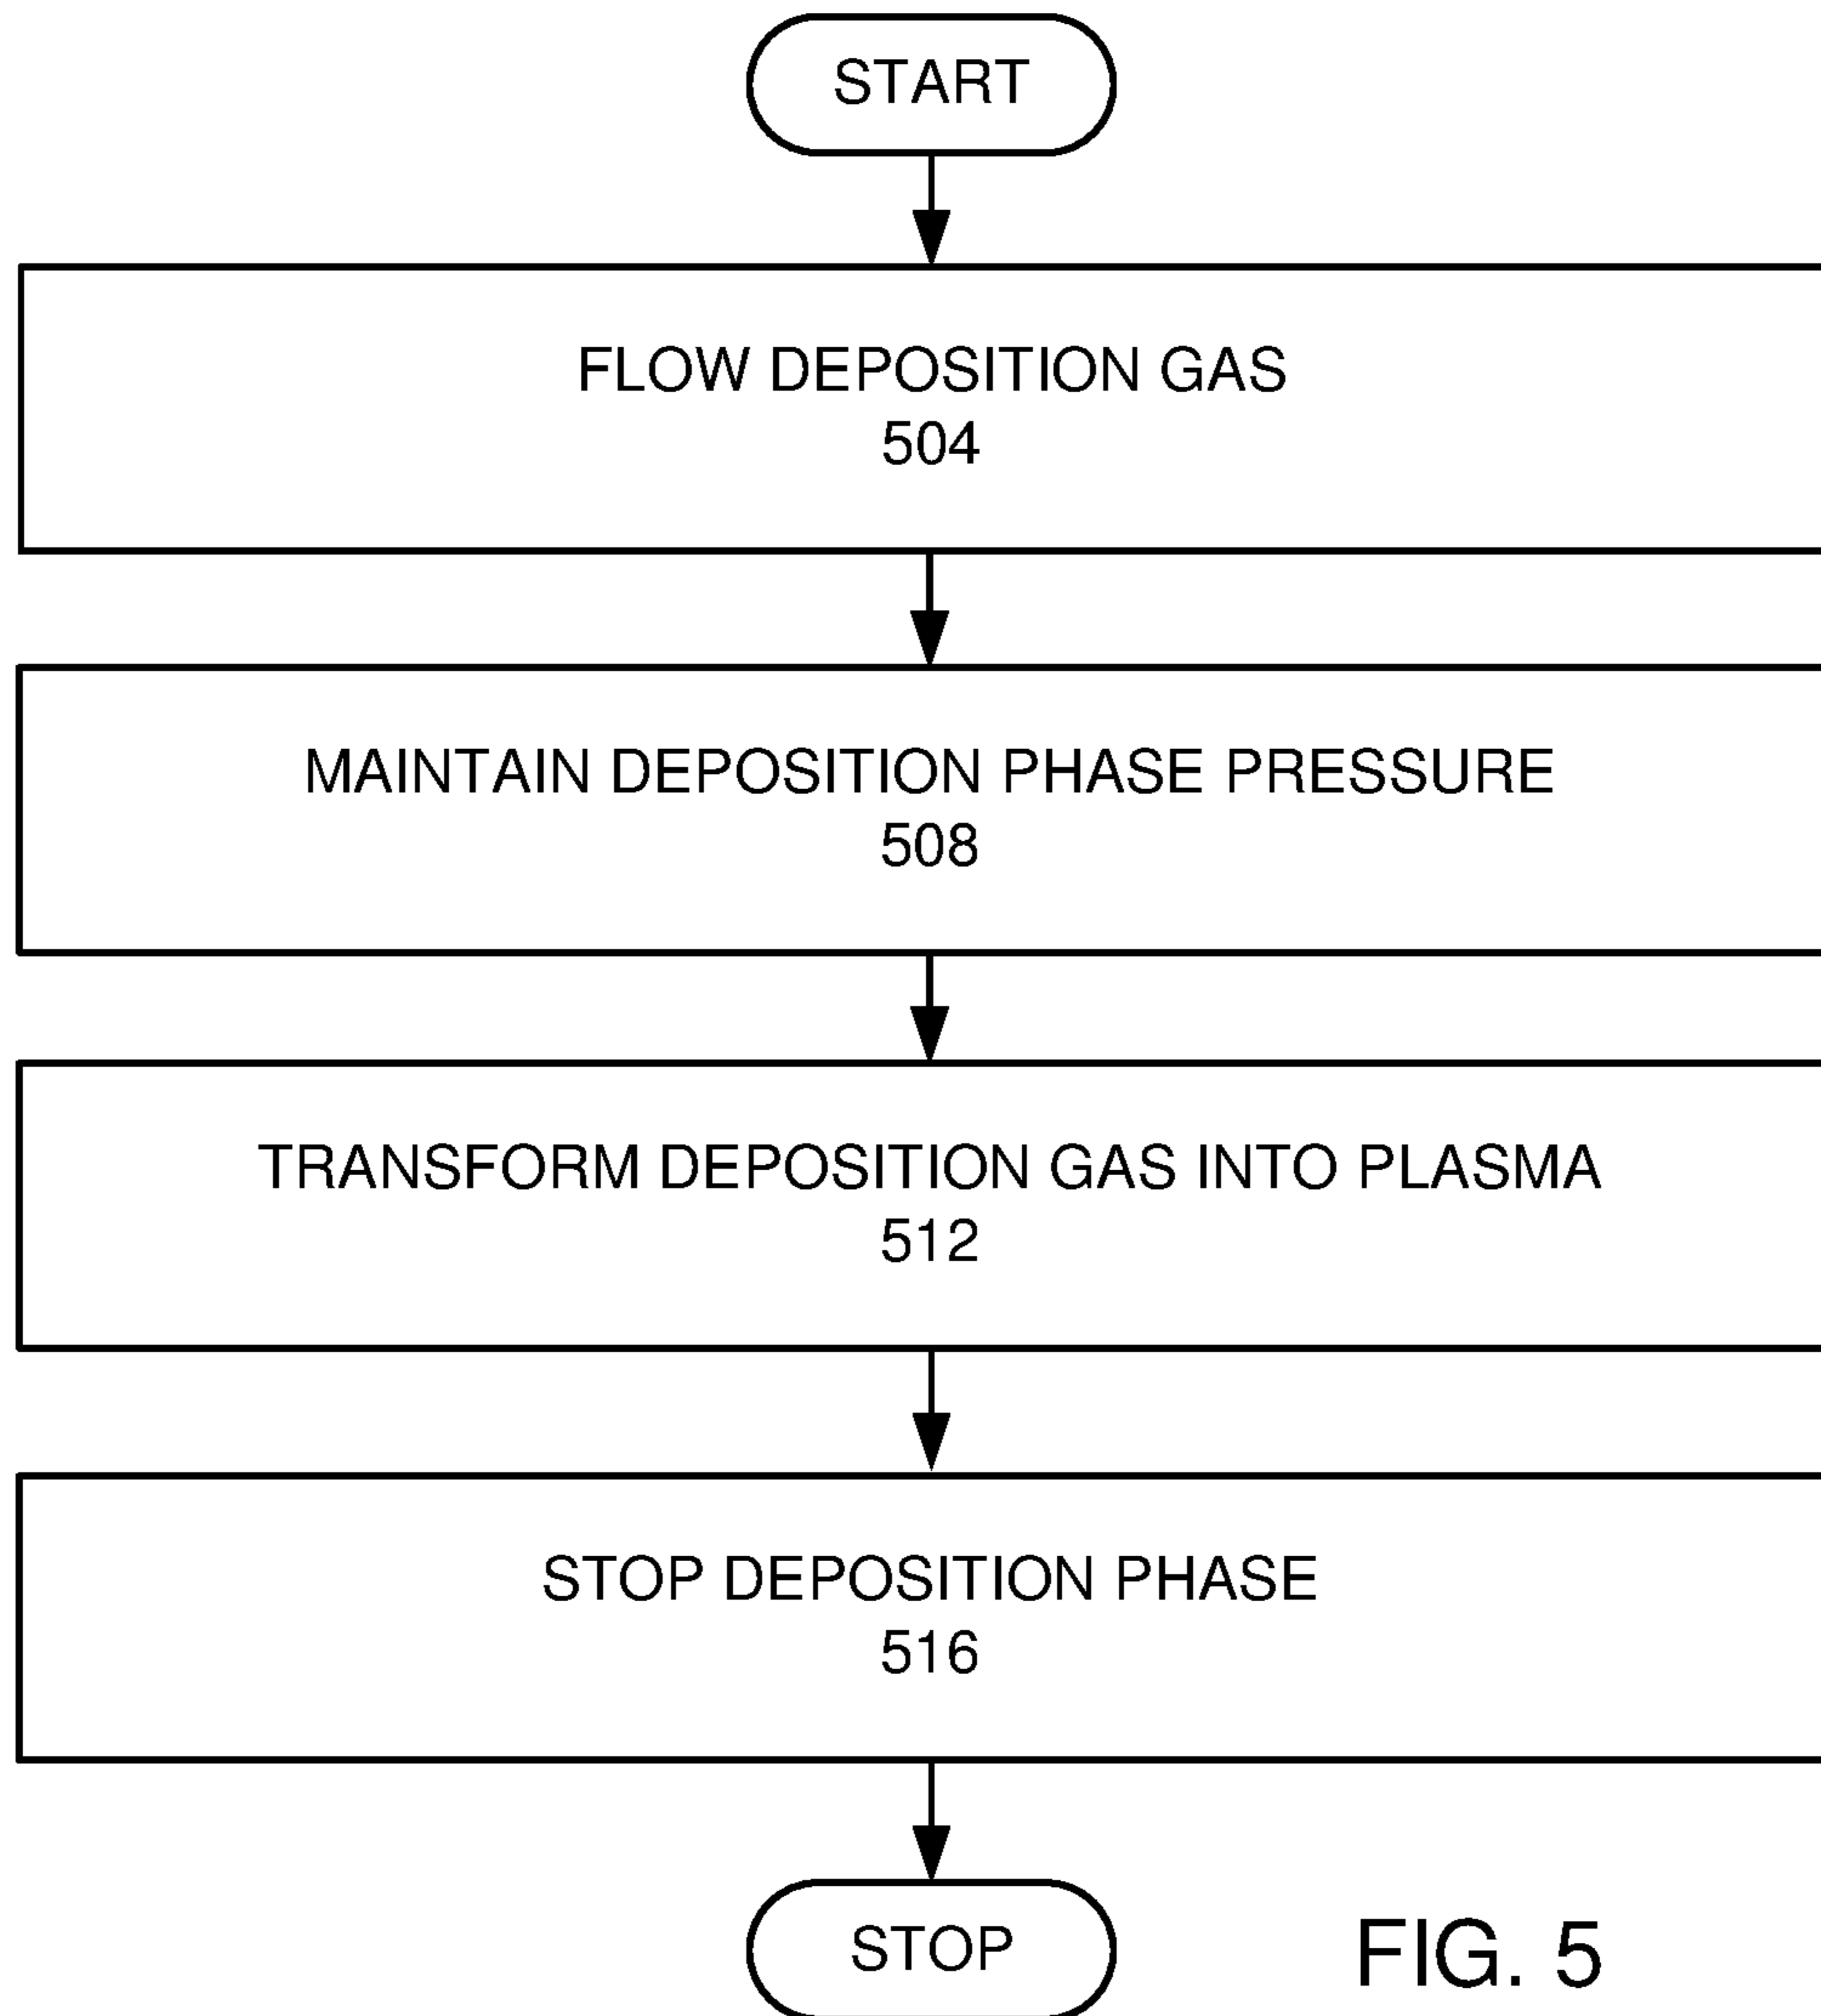 START
FLOW DEPOSITION GAS
504
MAINTAIN DEPOSITION PHASE PRESSURE
508
TRANSFORM DEPOSITION GAS INTO PLASMA
512
STOP DEPOSITION PHASE
516
STOP
FIG. 5